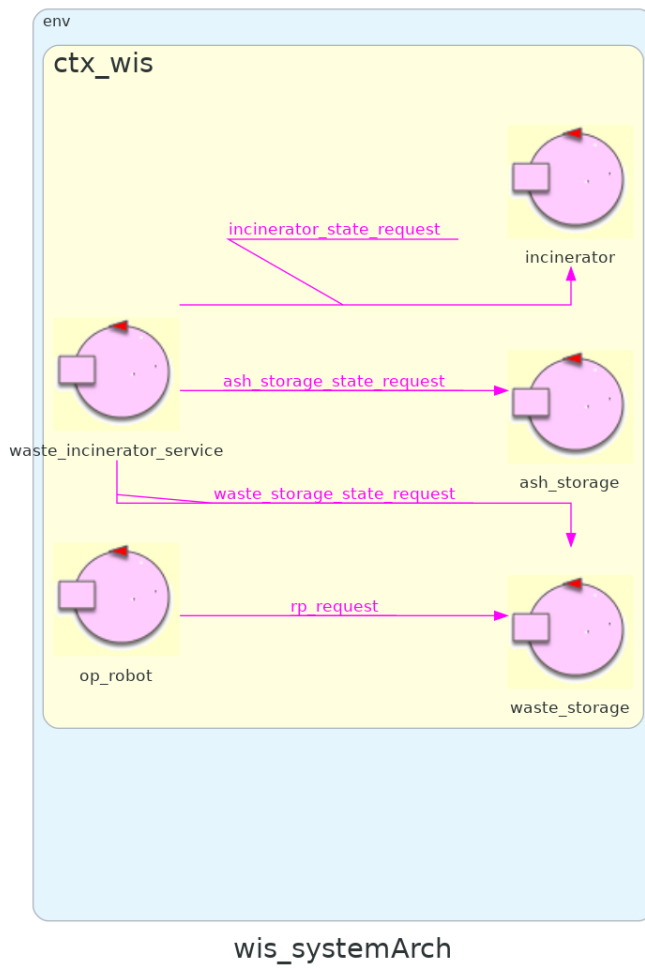 env
ctx_wis
incinerator_state_request
incinerator
ash_storage_state_request
waste_incinerator_service
ash_storage
waste_storage_state_request
rp_request
op_robot
waste_storage
wis_systemArch